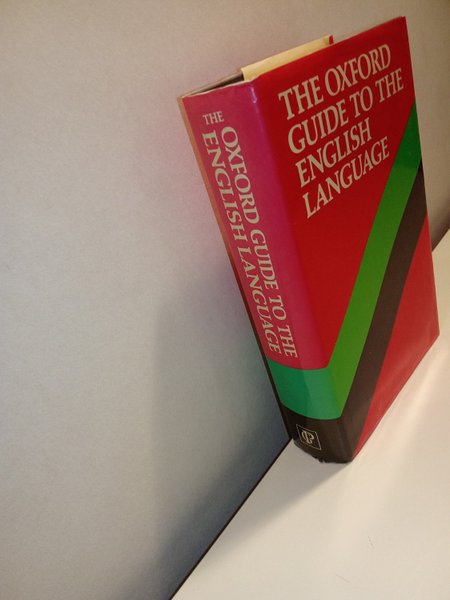 THE OXFORD
GUIDE TO THE
ENGLISH
LANGUAGE
THE
OXFORD GUIDE TO THE
ENGLISH LANGUAGE